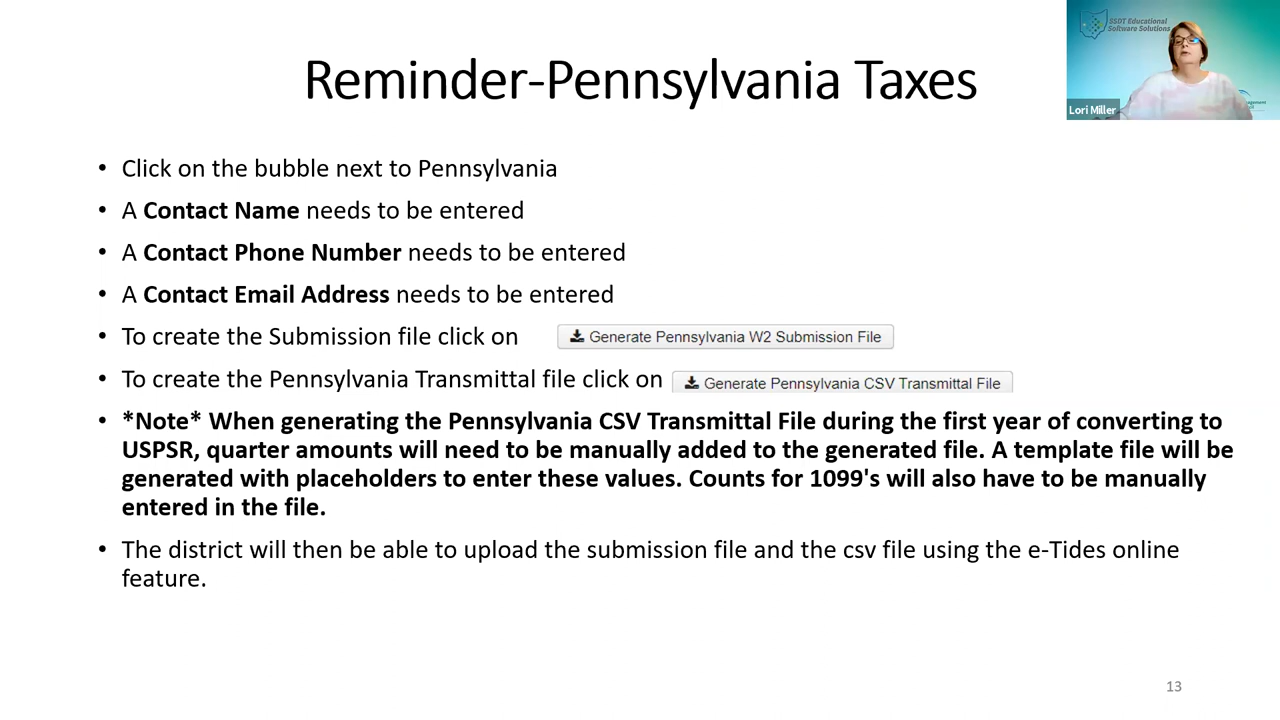 SSDT Educational
Software Solutions
Lori Miller
Reminder-Pennsylvania Taxes
• Click on the bubble next to Pennsylvania
• A Contact Name needs to be entered
• A Contact Phone Number needs to be entered
• A Contact Email Address needs to be entered
• To create the Submission file click on Generate Pennsylvania W2 Submission File
• To create the Pennsylvania Transmittal file click on Generate Pennsylvania CSV Transmittal File
• *Note* When generating the Pennsylvania CSV Transmittal File during the first year of converting to
USPSR, quarter amounts will need to be manually added to the generated file. A template file will be
generated with placeholders to enter these values. Counts for 1099's will also have to be manually
entered in the file.
• The district will then be able to upload the submission file and the csv file using the e-Tides online
feature.
13